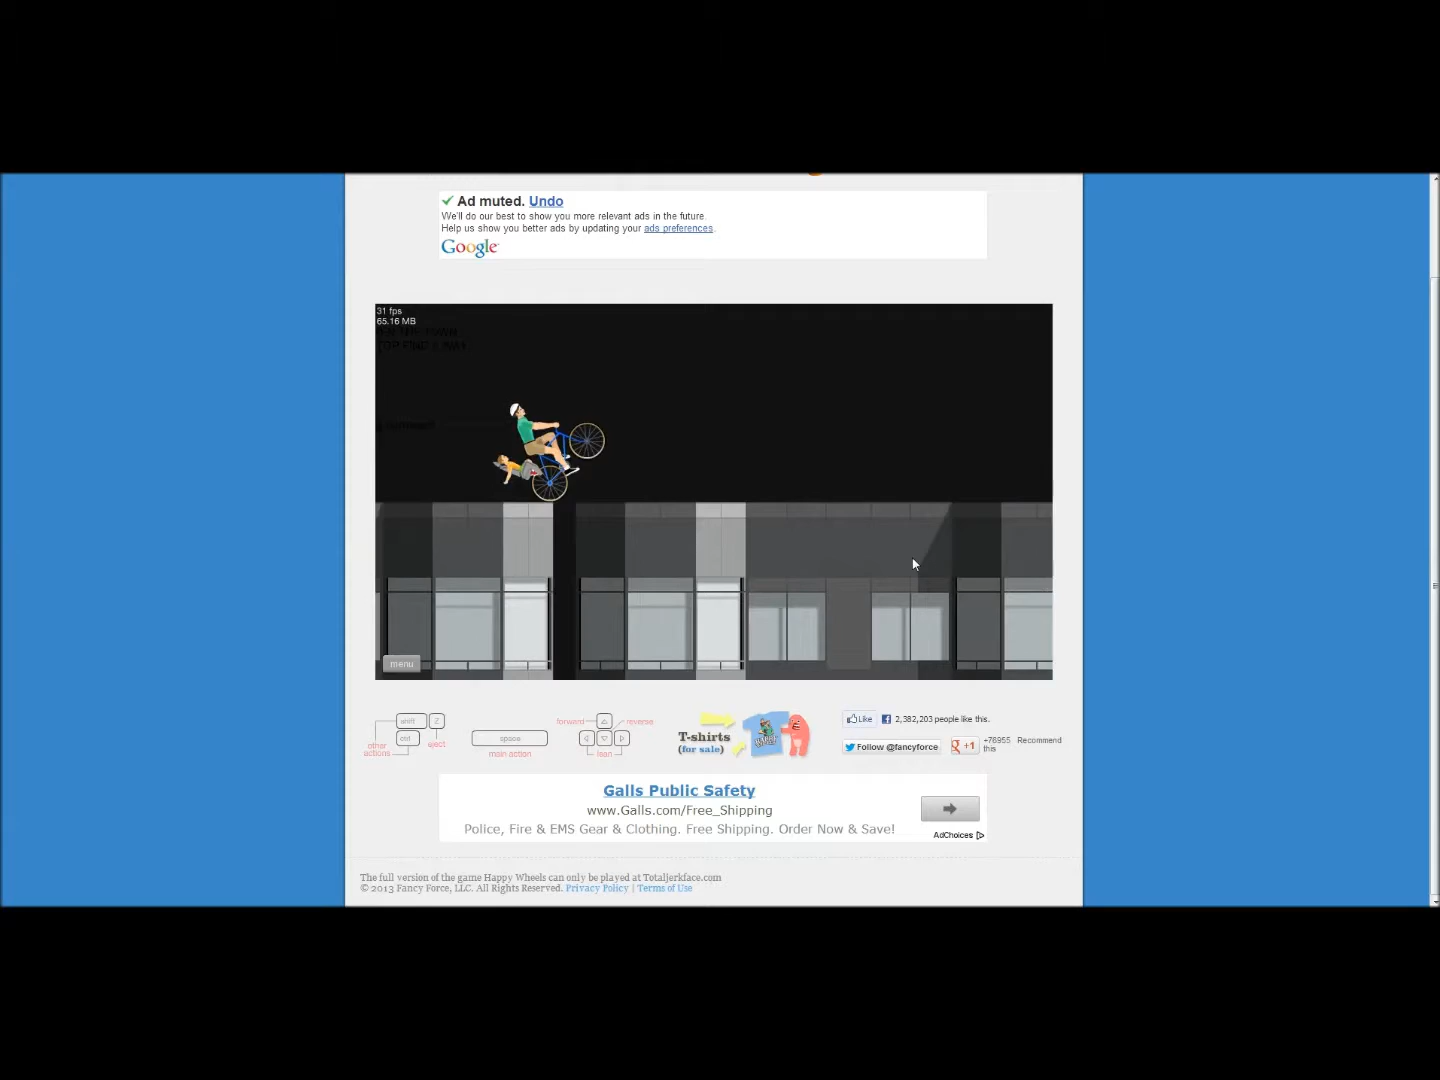 Ad muted. Undo
We'll do our best to show you more relevant ads in the future.
Help us show you better ads by updating your ads preferences.
Google
31 fps
65.16 MB
menu
shift Z
ctrl
other actions
eject
space
main action
forward
reverse
lean
T-shirts
(for sale)
Like
2,382,203 people like this.
Follow @fancyforce
g +1
+76955 Recommend this
Galls Public Safety
www.Galls.com/Free_Shipping
Police, Fire & EMS Gear & Clothing. Free Shipping. Order Now & Save!
AdChoices
The full version of the game Happy Wheels can only be played at Totaljerkface.com
© 2013 Fancy Force, LLC. All Rights Reserved. Privacy Policy | Terms of Use